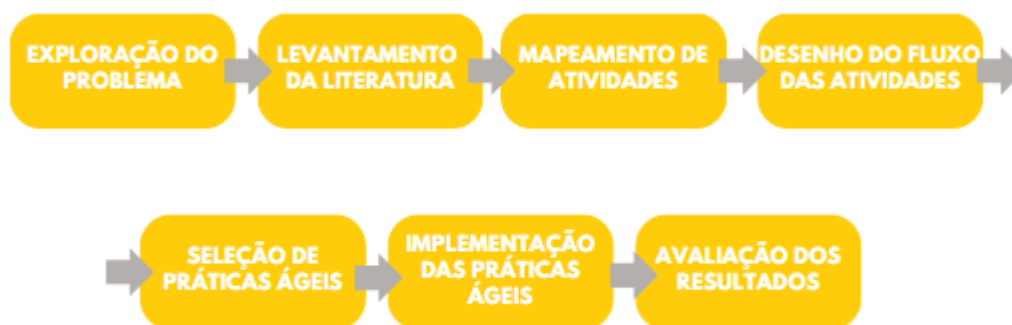 EXPLORAÇÃO DO
PROBLEMA
LEVANTAMENTO
DA LITERATURA
MAPEAMENTO DE
ATIVIDADES
DESENHO DO FLUXO
DAS ATIVIDADES
SELEÇÃO DE
PRÁTICAS ÁGEIS
IMPLEMENTAÇÃO
DAS PRÁTICAS
ÁGEIS
AVALIAÇÃO DOS
RESULTADOS